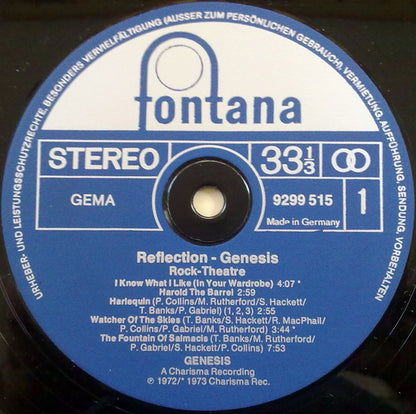 URHEBER- UND LEISTUNGSSCHUTZRECHTE, BESONDERS VERVIELFÄLTIGUNG (AUSSER ZUM PERSÖNLICHEN GEBRAUCH), VERMIETUNG, AUFFÜHRUNG, SENDUNG VORBEHALTEN
fontana
STEREO
33 1/3
GEMA
9299 515
Made in Germany
1
Reflection - Genesis
Rock-Theatre
I Know What I Like (In Your Wardrobe) 4:07 *
Harold The Barrel 2:59
Harlequin (P. Collins/M. Rutherford/S. Hackett/
T. Banks/P. Gabriel) (1, 2, 3) 2:55
Watcher Of The Skies (T. Banks/S. Hackett/R. MacPhail/
P. Collins/P. Gabriel/M. Rutherford) 3:44 *
The Fountain Of Salmacis (T. Banks/M. Rutherford/
P. Gabriel/S. Hackett/P. Collins) 7:53
GENESIS
A Charisma Recording
℗ 1972/* 1973 Charisma Rec.